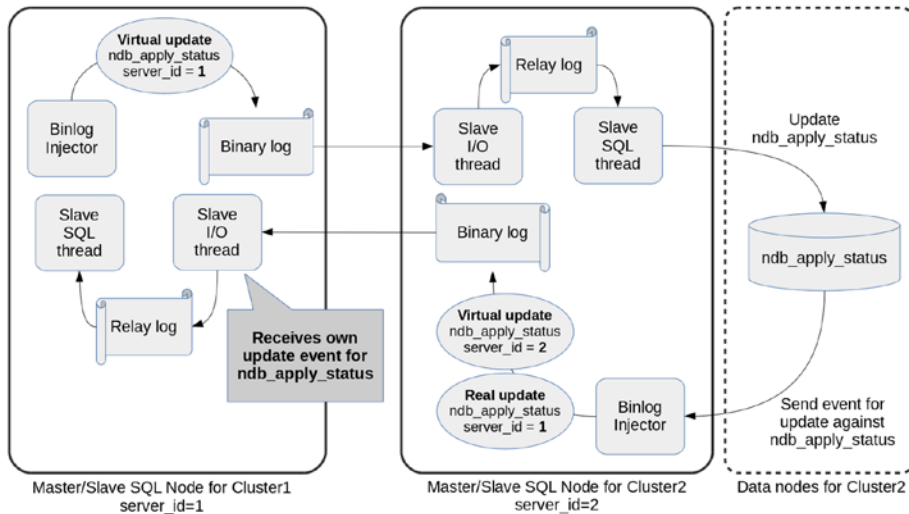 Virtual update
ndb_apply_status
server_id = 1
Binlog
Injector
Binary log
Slave
SQL
thread
Slave
I/O
thread
Relay log
Receives own
update event for
ndb_apply_status
Master/Slave SQL Node for Cluster1
server_id=1
Relay log
Slave
I/O
thread
Slave
SQL
thread
Binary log
Virtual update
ndb_apply_status
server_id = 2
Real update
ndb_apply_status
server_id = 1
Binlog
Injector
Master/Slave SQL Node for Cluster2
server_id=2
Update
ndb_apply_status
ndb_apply_status
Send event for
update against
ndb_apply_status
Data nodes for Cluster2